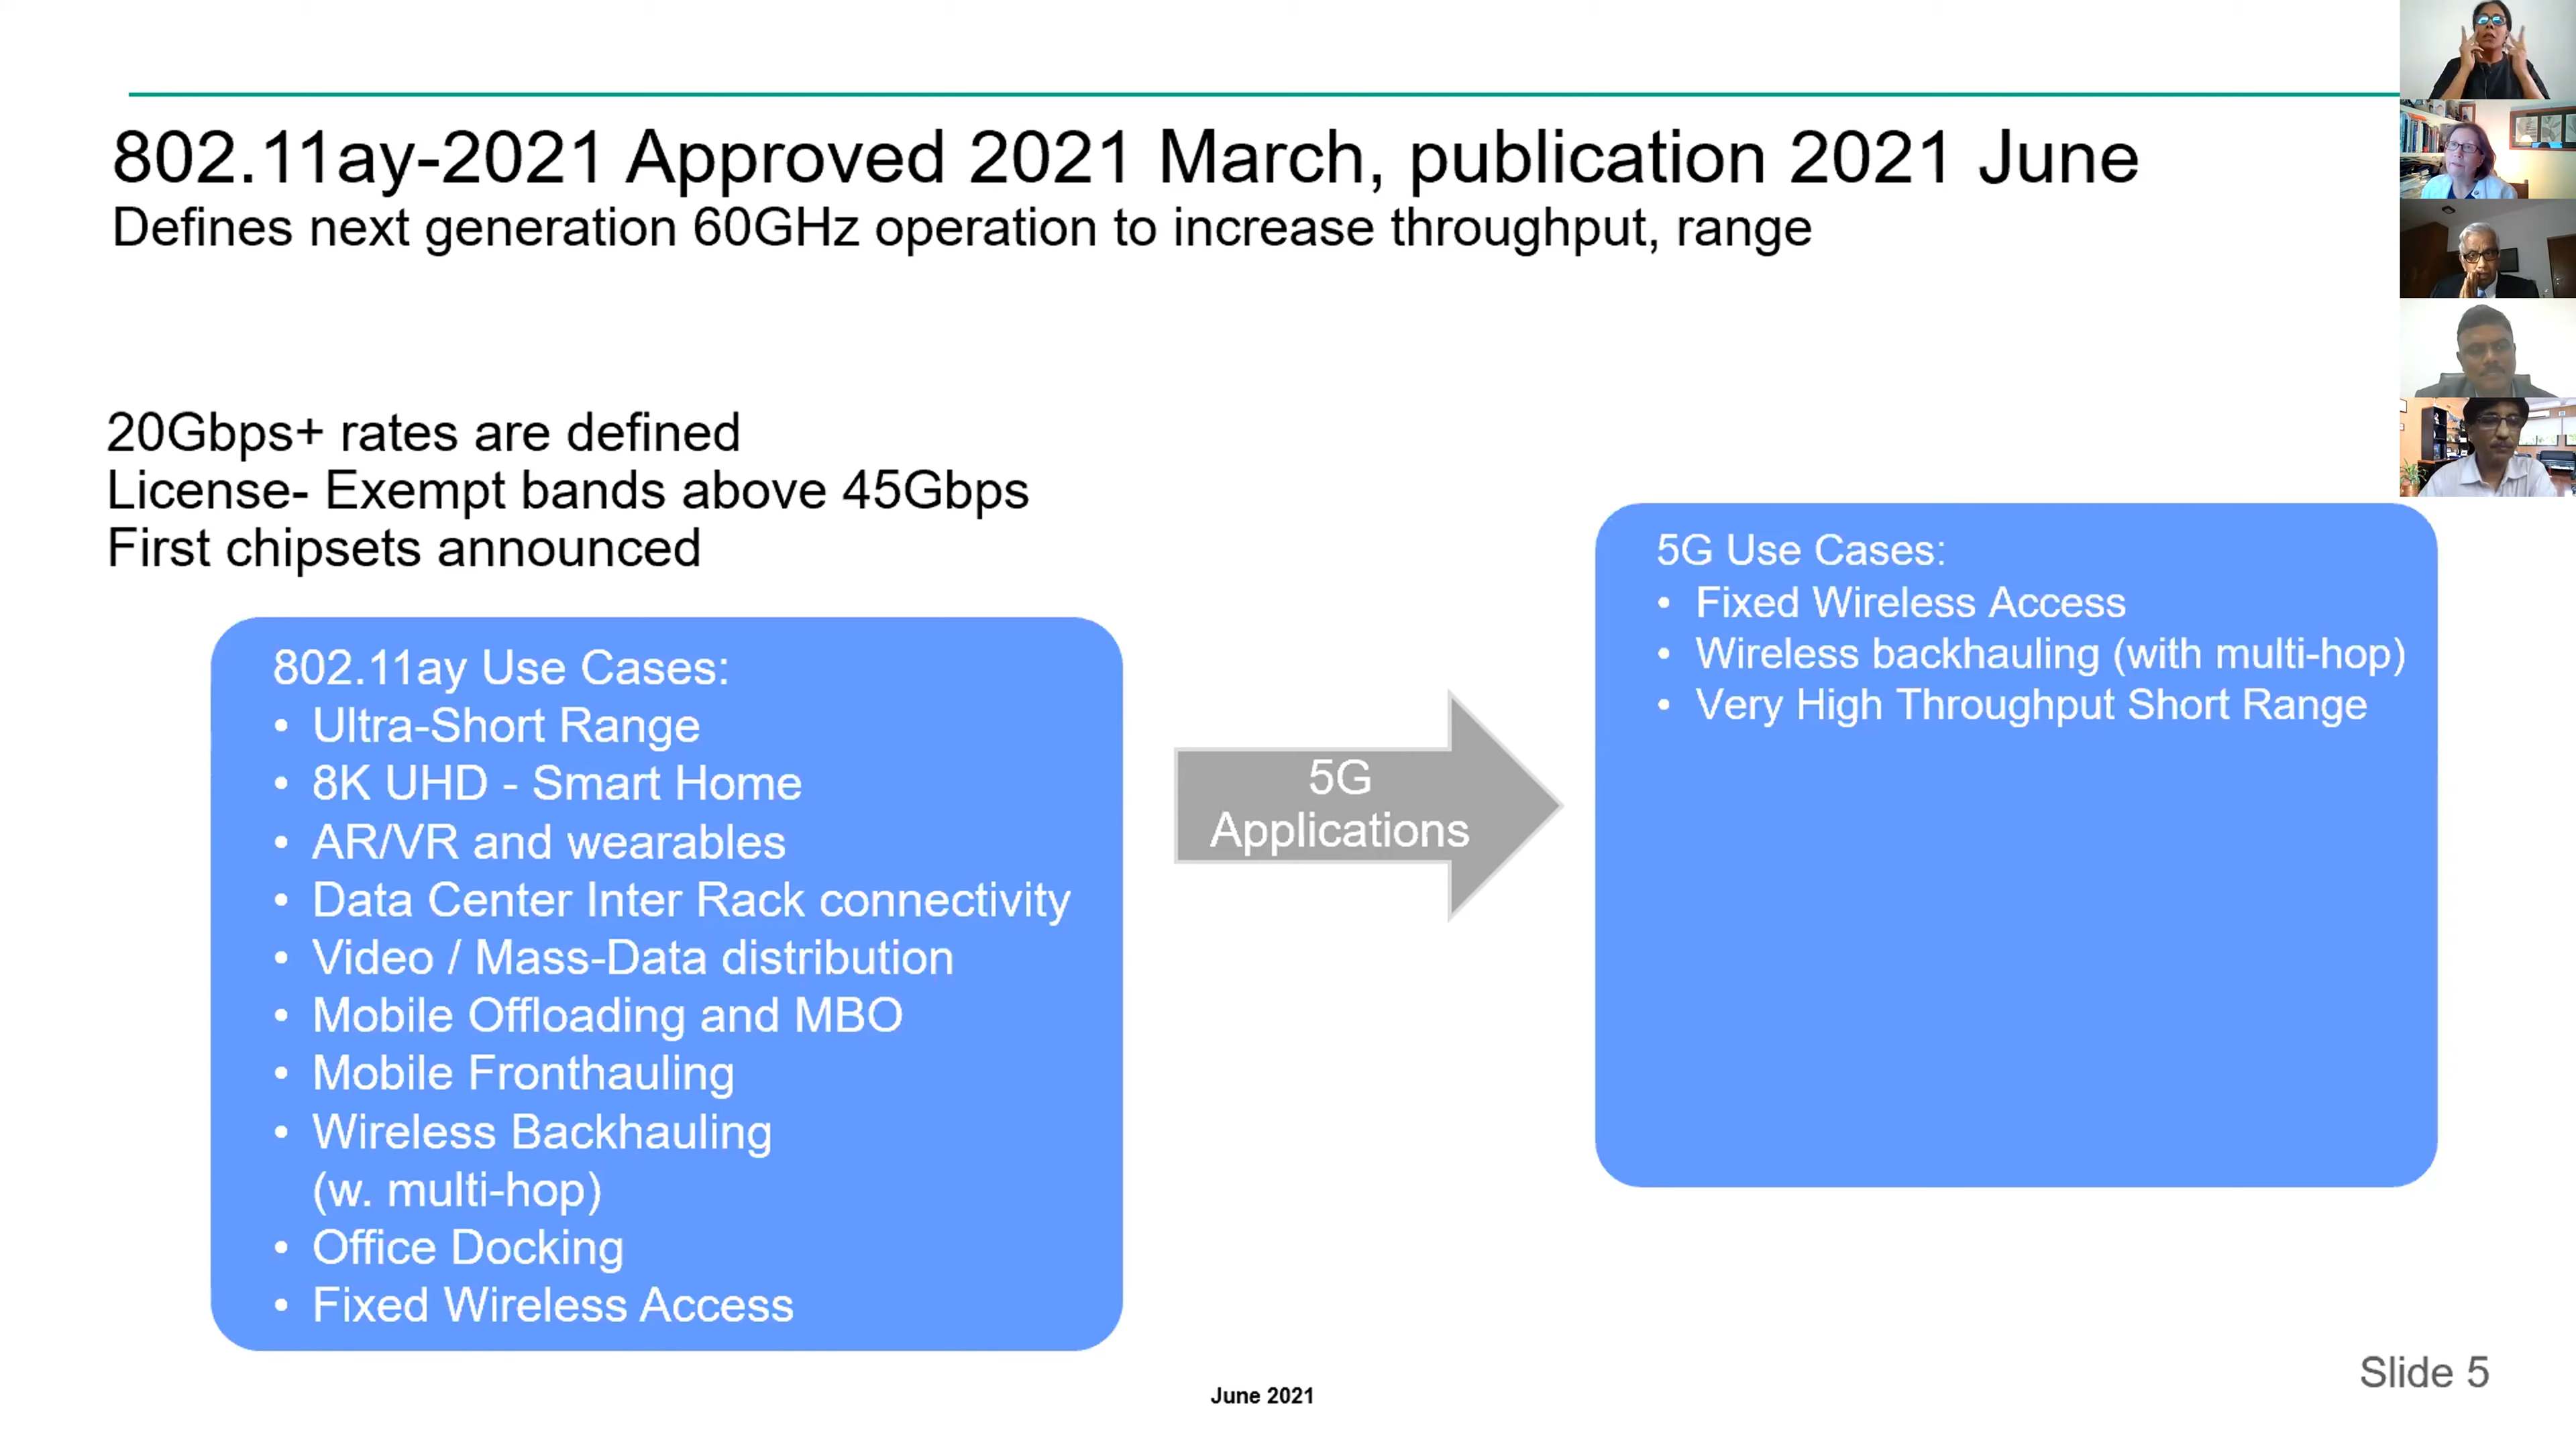 802.11ay-2021 Approved 2021 March, publication 2021 June
Defines next generation 60GHz operation to increase throughput, range
20Gbps+ rates are defined
License- Exempt bands above 45Gbps
First chipsets announced
802.11ay Use Cases:
• Ultra-Short Range
• 8K UHD - Smart Home
• AR/VR and wearables
• Data Center Inter Rack connectivity
• Video / Mass-Data distribution
• Mobile Offloading and MBO
• Mobile Fronthauling
• Wireless Backhauling
(w. multi-hop)
• Office Docking
• Fixed Wireless Access
5G
Applications
5G Use Cases:
• Fixed Wireless Access
• Wireless backhauling (with multi-hop)
• Very High Throughput Short Range
June 2021
Slide 5